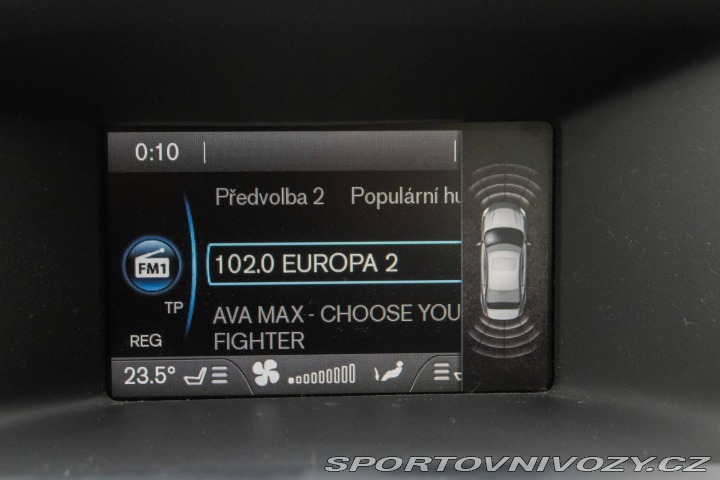 0:10
Předvolba 2 Populární hu
102.0 EUROPA 2
FM1
TP
AVA MAX - CHOOSE YOU
FIGHTER
REG
23.5°
SPORTOVNIVOZY.CZ